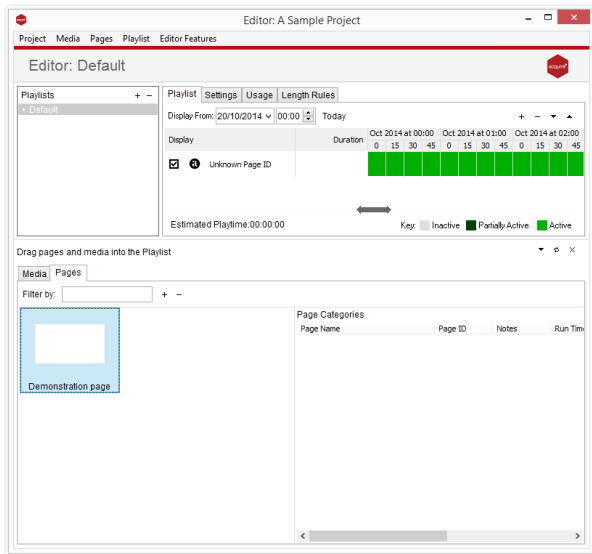 Editor: A Sample Project
Project Media Pages Playlist Editor Features
Editor: Default
acquire
Playlists + −
• Default
Playlist Settings Usage Length Rules
Display From: 20/10/2014 00:00 Today + −
Display Duration Oct 2014 at 00:00 Oct 2014 at 01:00 Oct 2014 at 02:00
0 15 30 45 0 15 30 45 0 15 30 45
a Unknown Page ID
Estimated Playtime:00:00:00 Key: Inactive Partially Active Active
Drag pages and media into the Playlist
Media Pages
Filter by: + −
Page Categories
Page Name Page ID Notes Run Time
Demonstration page